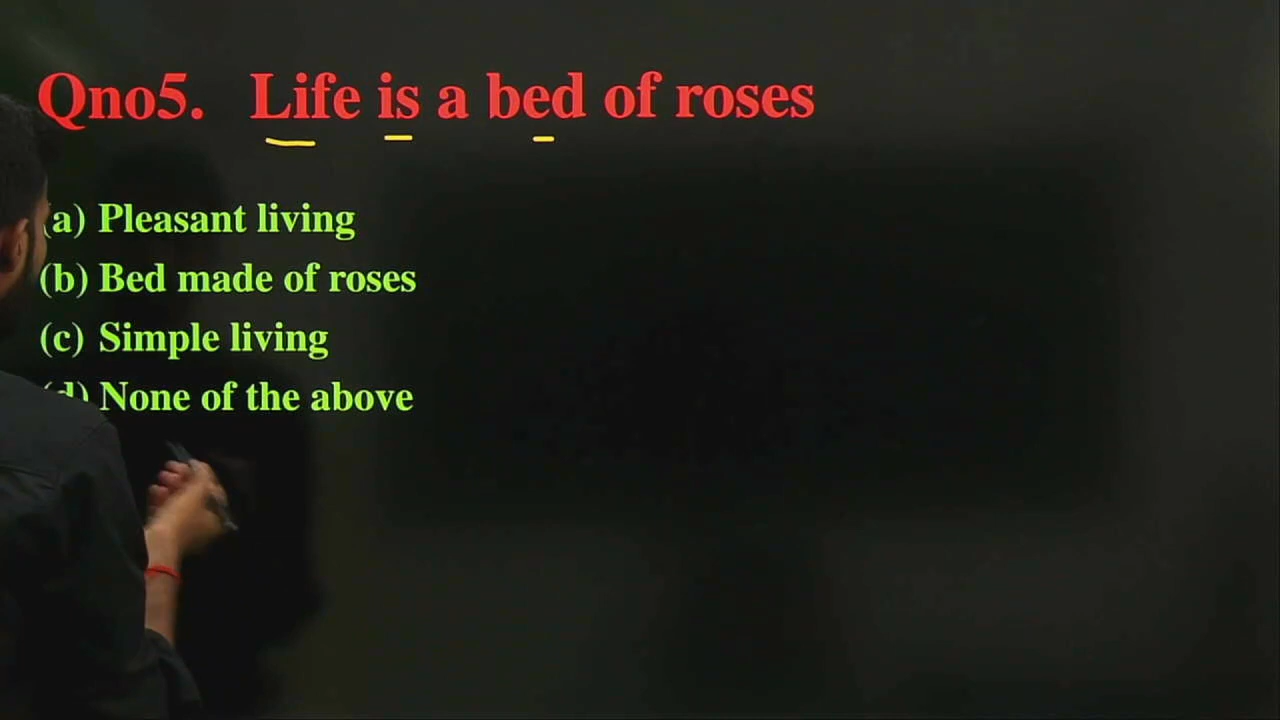 Qno5. Life is a bed of roses
(a) Pleasant living
(b) Bed made of roses
(c) Simple living
(d) None of the above